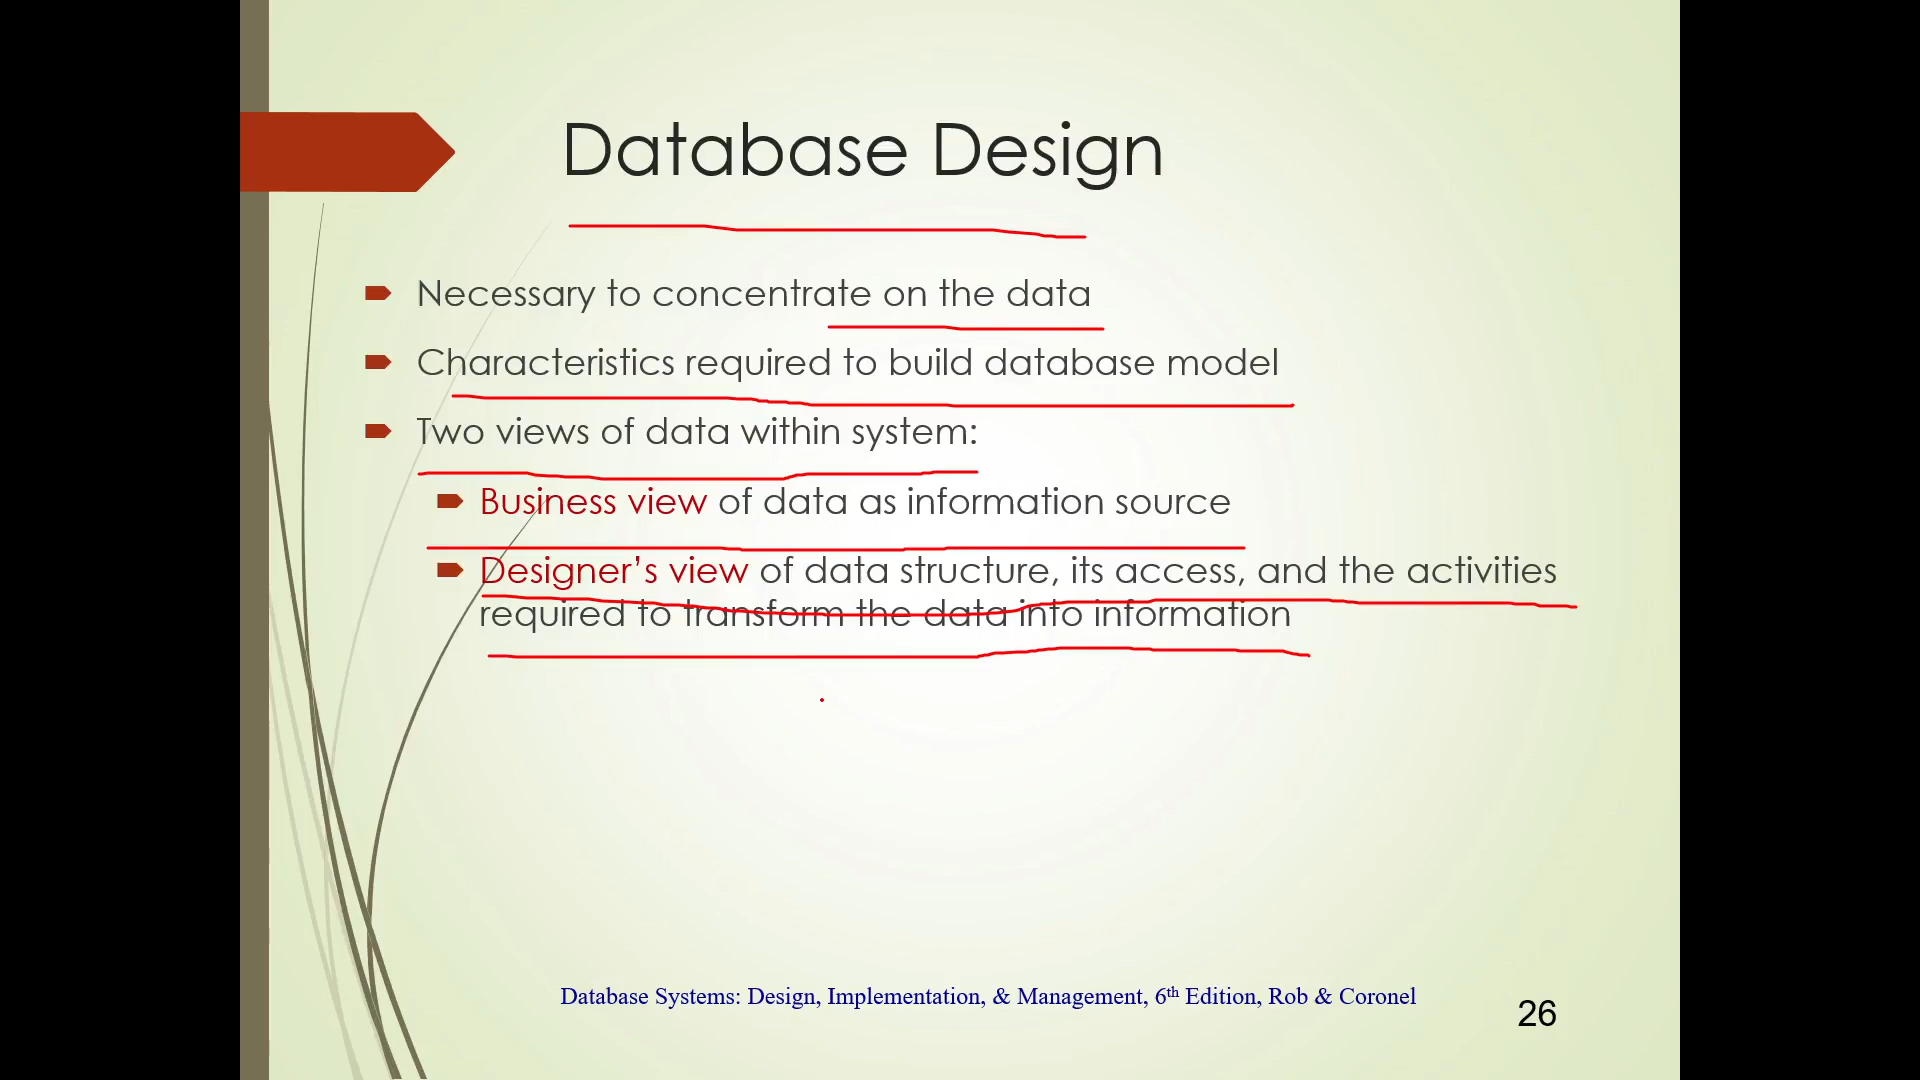 Database Design
Necessary to concentrate on the data
Characteristics required to build database model
Two views of data within system:
Business view of data as information source
Designer’s view of data structure, its access, and the activities
required to transform the data into information
Database Systems: Design, Implementation, & Management, 6th Edition, Rob & Coronel
26